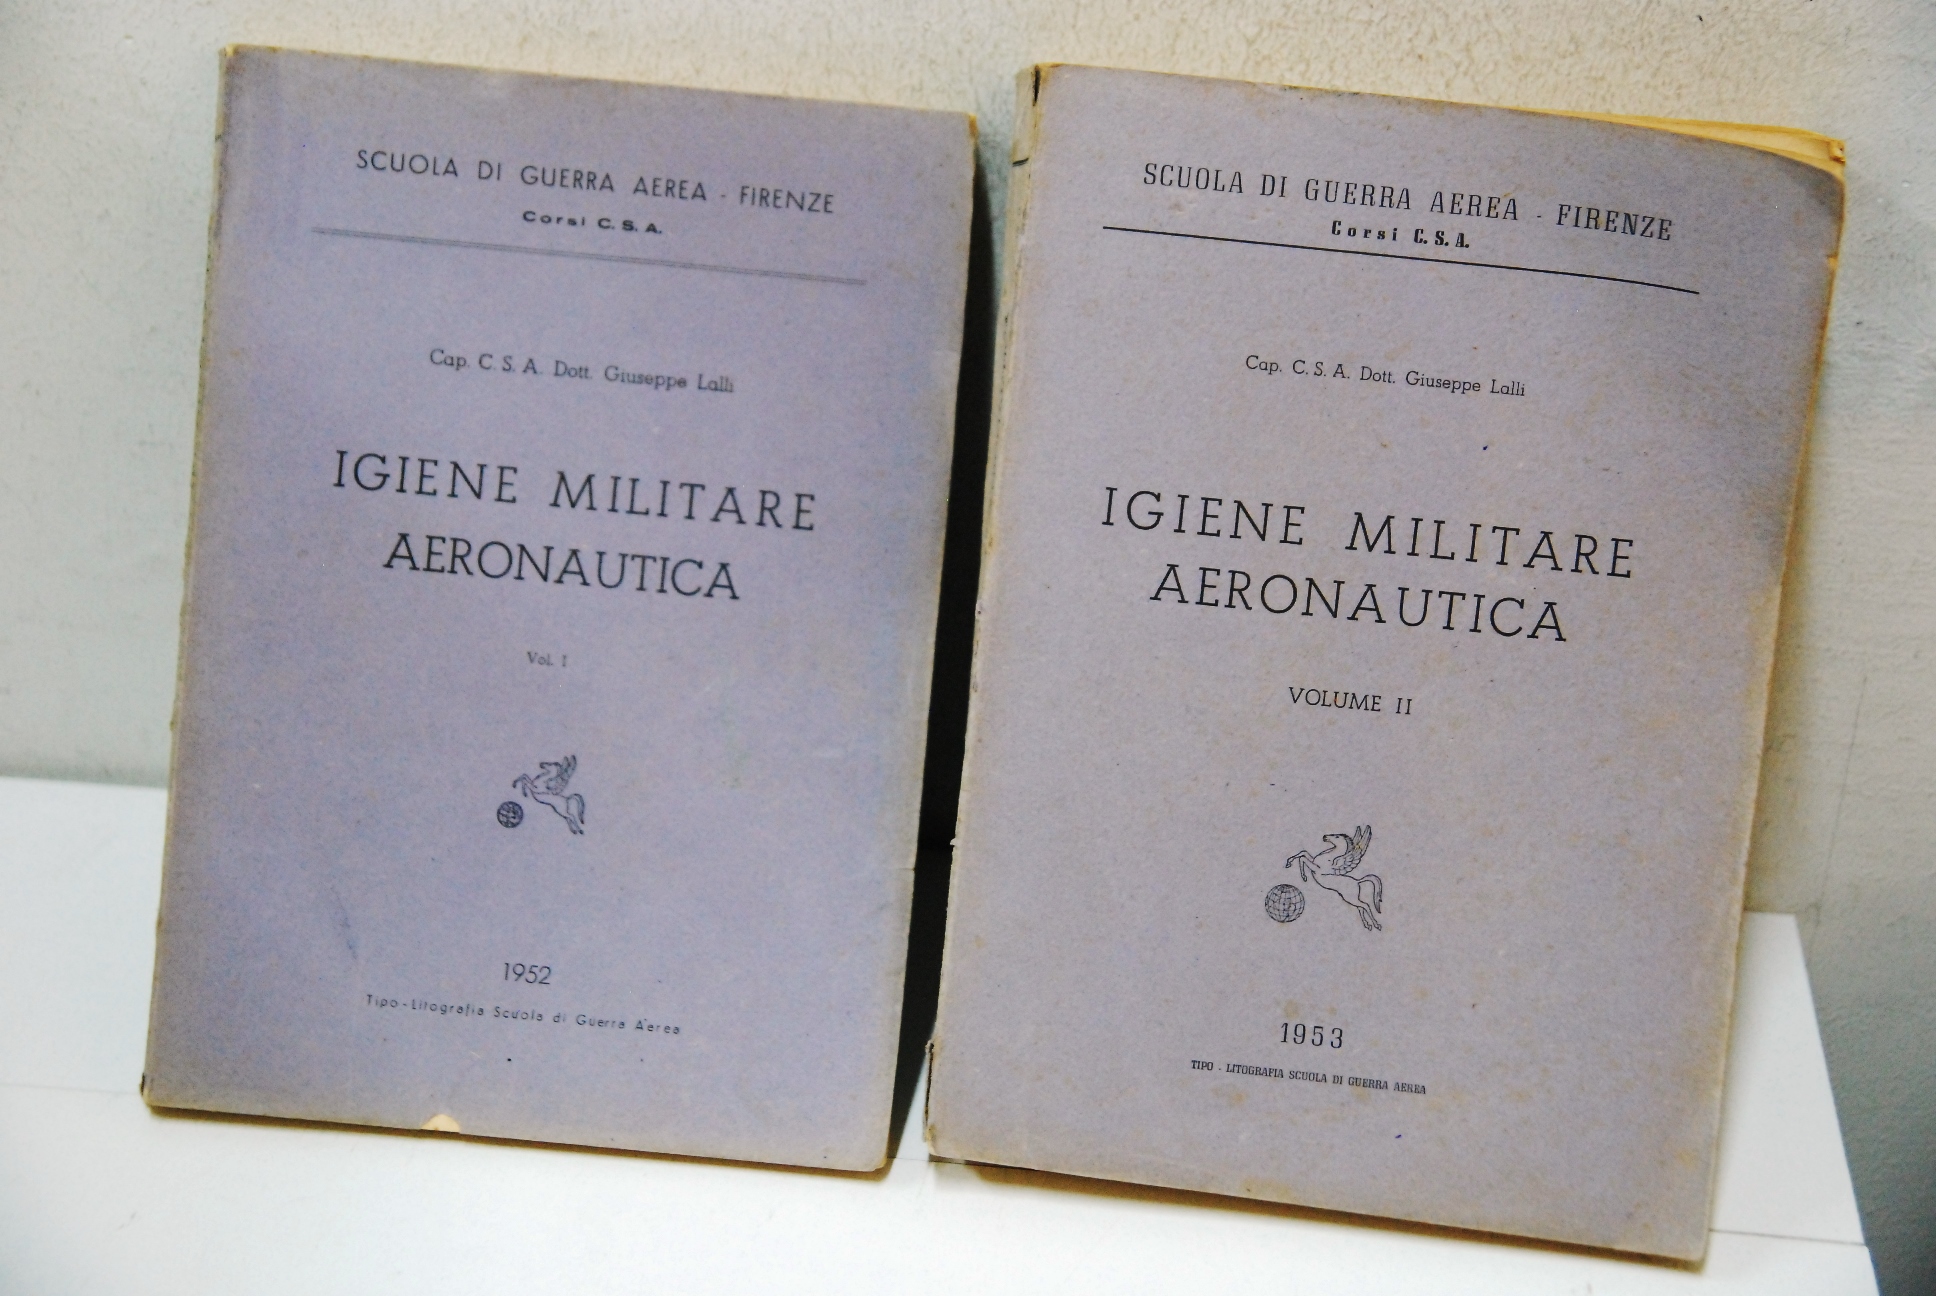 SCUOLA DI GUERRA AEREA - FIRENZE
Corsi C. S. A.
Cap. C. S. A. Dott. Giuseppe Lalli
IGIENE MILITARE
AERONAUTICA
Vol. I
1952
Tipo - Litografia Scuola di Guerra Aerea
SCUOLA DI GUERRA AEREA - FIRENZE
Corsi C. S. A.
Cap. C. S. A. Dott. Giuseppe Lalli
IGIENE MILITARE
AERONAUTICA
VOLUME II
1953
TIPO - LITOGRAFIA SCUOLA DI GUERRA AEREA